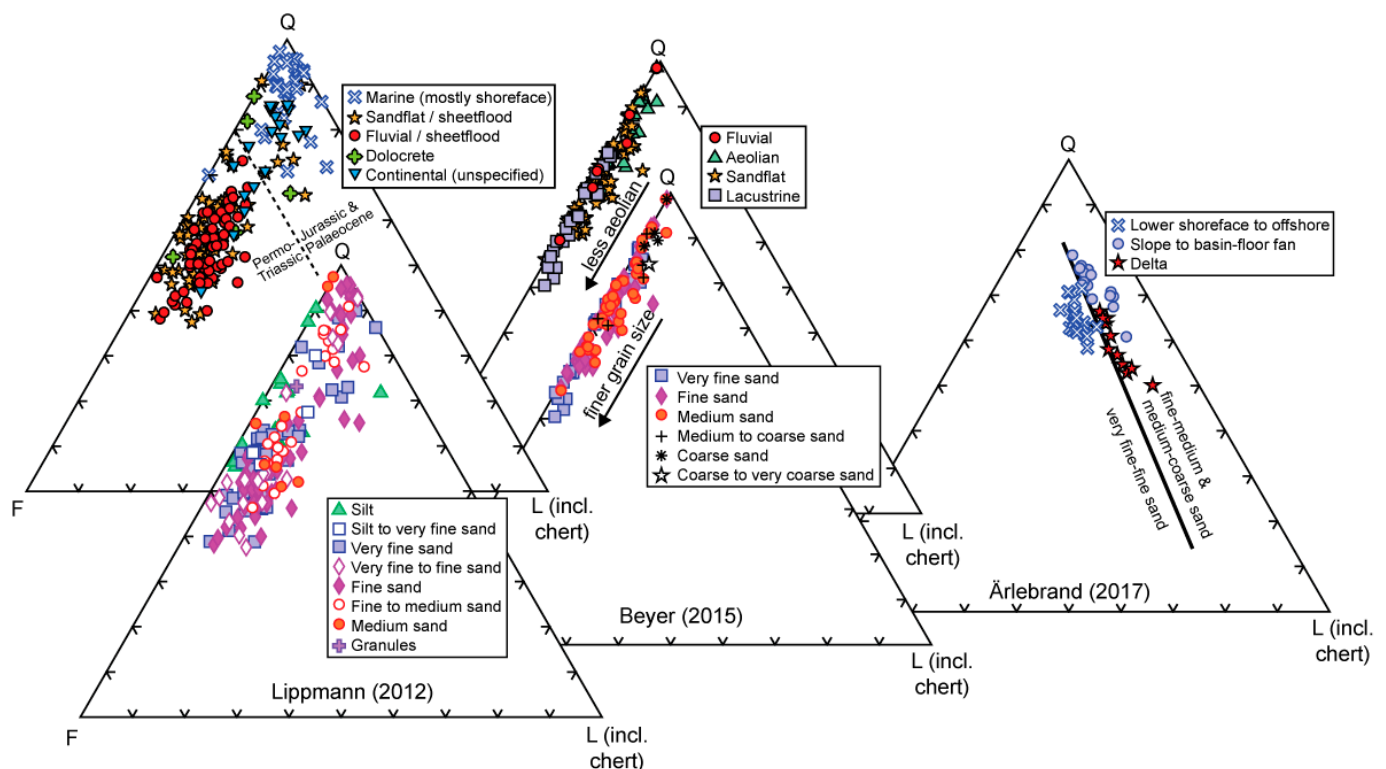 Q
Marine (mostly shoreface)
Sandflat / sheetflood
Fluvial / sheetflood
Dolocrete
Continental (unspecified)
Permo-
Triassic
Jurassic &
Palaeocene
F
L (incl.
chert)
Q
Silt
Silt to very fine sand
Very fine sand
Very fine to fine sand
Fine sand
Fine to medium sand
Medium sand
Granules
Lippmann (2012)
F
L (incl.
chert)
Q
Fluvial
Aeolian
Sandflat
Lacustrine
less aeolian
L (incl.
chert)
Q
finer grain size
Very fine sand
Fine sand
Medium sand
Medium to coarse sand
Coarse sand
Coarse to very coarse sand
Beyer (2015)
L (incl.
chert)
Q
Lower shoreface to offshore
Slope to basin-floor fan
Delta
fine-medium &
medium-coarse sand
very fine-fine sand
Ärlebrand (2017)
L (incl.
chert)